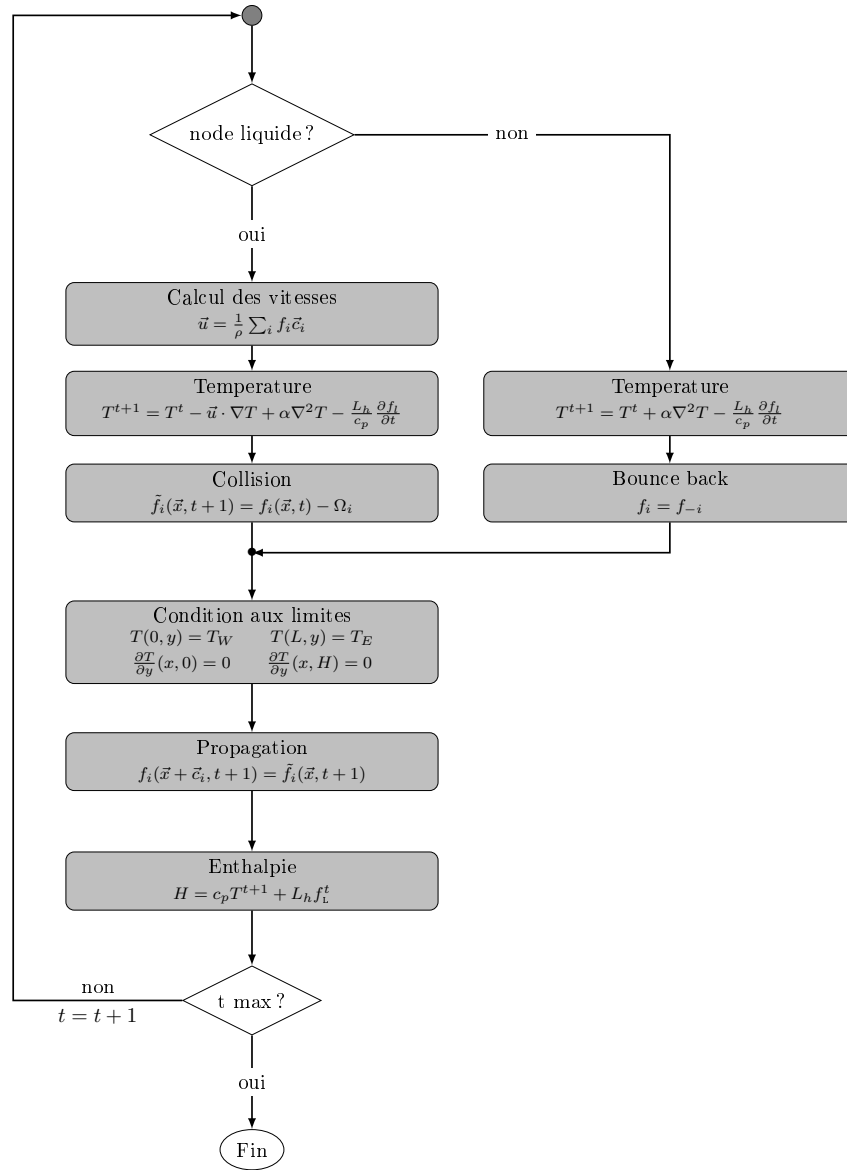 node liquide ?
non
oui
Calcul des vitesses
$\vec{u} = \frac{1}{\rho} \sum_i f_i \vec{c}_i$
Temperature
$T^{t+1} = T^t - \vec{u} \cdot \nabla T + \alpha \nabla^2 T - \frac{L_h}{c_p} \frac{\partial f_l}{\partial t}$
Temperature
$T^{t+1} = T^t + \alpha \nabla^2 T - \frac{L_h}{c_p} \frac{\partial f_l}{\partial t}$
Collision
$\tilde{f}_i(\vec{x}, t+1) = f_i(\vec{x}, t) - \Omega_i$
Bounce back
$f_i = f_{-i}$
Condition aux limites
$T(0, y) = T_W$ $T(L, y) = T_E$
$\frac{\partial T}{\partial y}(x, 0) = 0$ $\frac{\partial T}{\partial y}(x, H) = 0$
Propagation
$f_i(\vec{x} + \vec{c}_i, t+1) = \tilde{f}_i(\vec{x}, t+1)$
Enthalpie
$H = c_p T^{t+1} + L_h f_{\text{L}}^t$
t max ?
non
$t = t + 1$
oui
Fin